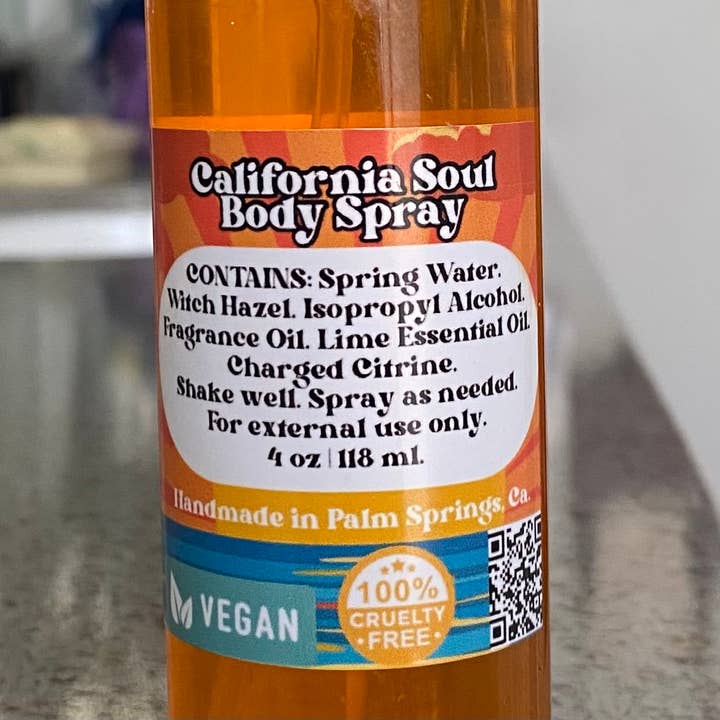 California Soul
Body Spray
CONTAINS: Spring Water.
Witch Hazel. Isopropyl Alcohol.
Fragrance Oil. Lime Essential Oil.
Charged Citrine.
Shake well. Spray as needed.
For external use only.
4 oz | 118 ml.
Handmade in Palm Springs, Ca.
VEGAN
100%
CRUELTY
•FREE•